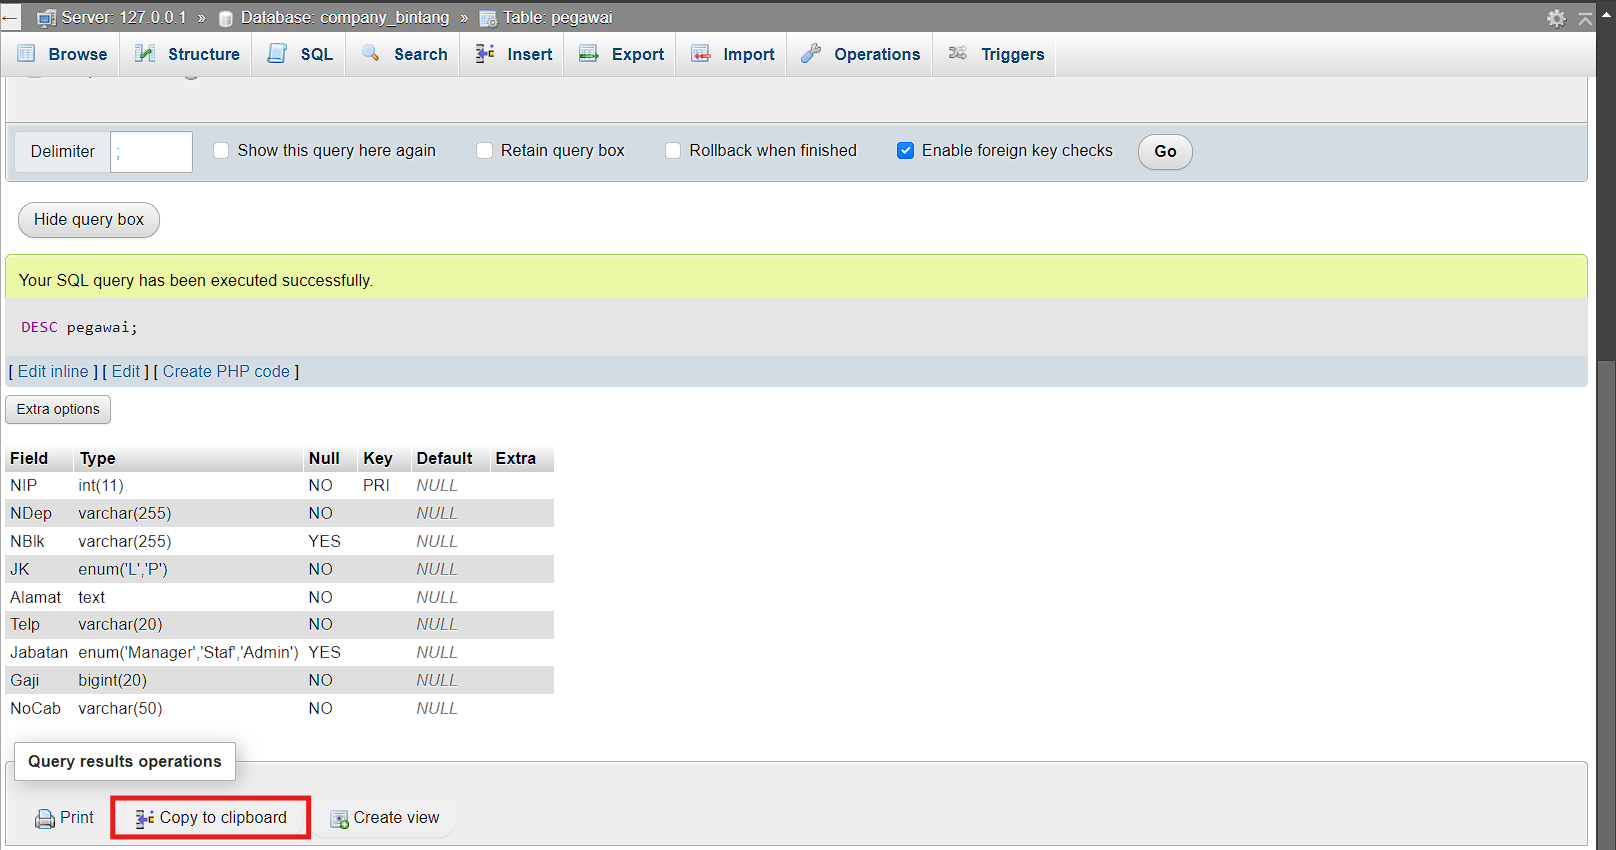 ← Server: 127.0.0.1 » Database: company_bintang » Table: pegawai
Browse Structure SQL Search Insert Export Import Operations Triggers
Delimiter ; Show this query here again Retain query box Rollback when finished Enable foreign key checks Go
Hide query box
Your SQL query has been executed successfully.
DESC pegawai;
[ Edit inline ] [ Edit ] [ Create PHP code ]
Extra options
Field Type Null Key Default Extra
NIP int(11) NO PRI NULL
NDep varchar(255) NO NULL
NBlk varchar(255) YES NULL
JK enum('L','P') NO NULL
Alamat text NO NULL
Telp varchar(20) NO NULL
Jabatan enum('Manager','Staf','Admin') YES NULL
Gaji bigint(20) NO NULL
NoCab varchar(50) NO NULL
Query results operations
Print Copy to clipboard Create view